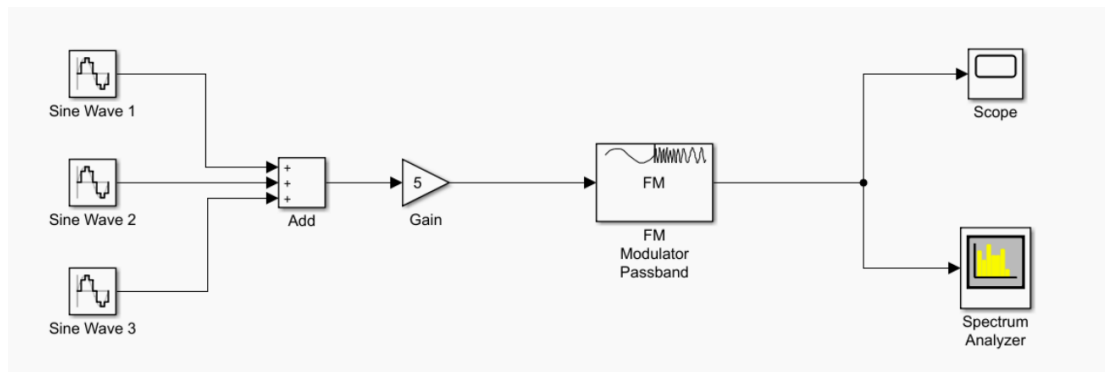 Sine Wave 1
Sine Wave 2
Sine Wave 3
+
+
+
Add
5
Gain
FM
FM
Modulator
Passband
Scope
Spectrum
Analyzer